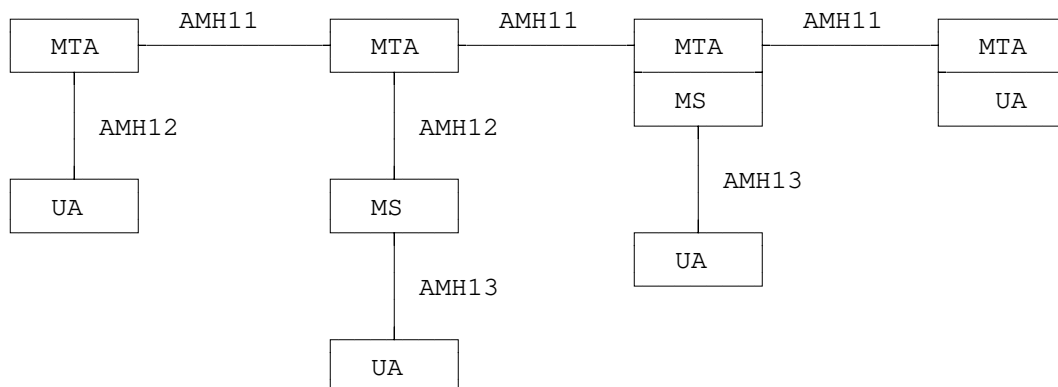 AMH11 AMH11 AMH11
MTA MTA MTA MTA
MS UA
AMH12 AMH12
AMH13
UA MS
UA
AMH13
UA